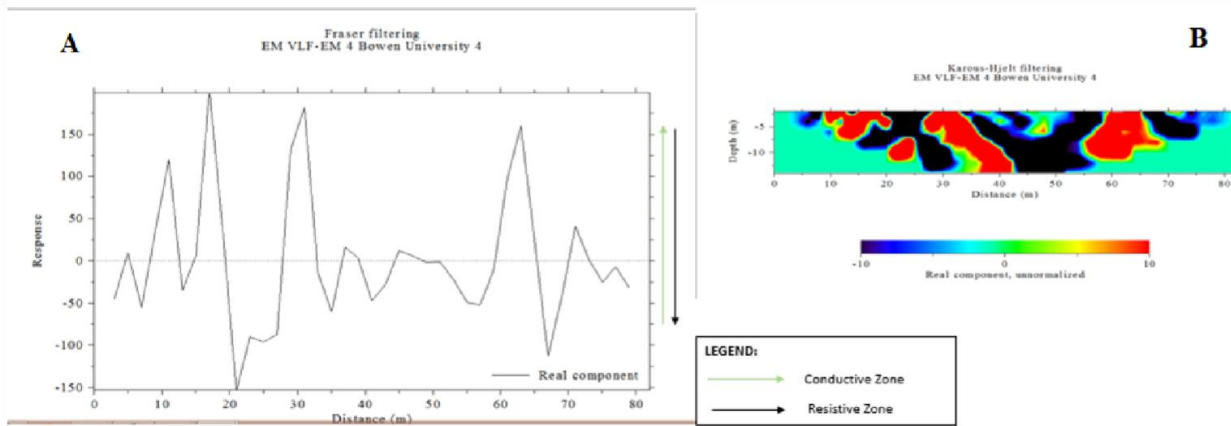 A
Fraser filtering
EM VLF-EM 4 Bowen University 4
150
100
50
0
-50
-100
-150
Response
0 10 20 30 40 50 60 70 80
Distance (m)
Real component
B
Karous-Hjelt filtering
EM VLF-EM 4 Bowen University 4
-5
-10
Depth (m)
0 10 20 30 40 50 60 70 80
Distance (m)
-10 0 10
Real component, unnormalized
LEGEND:
Conductive Zone
Resistive Zone